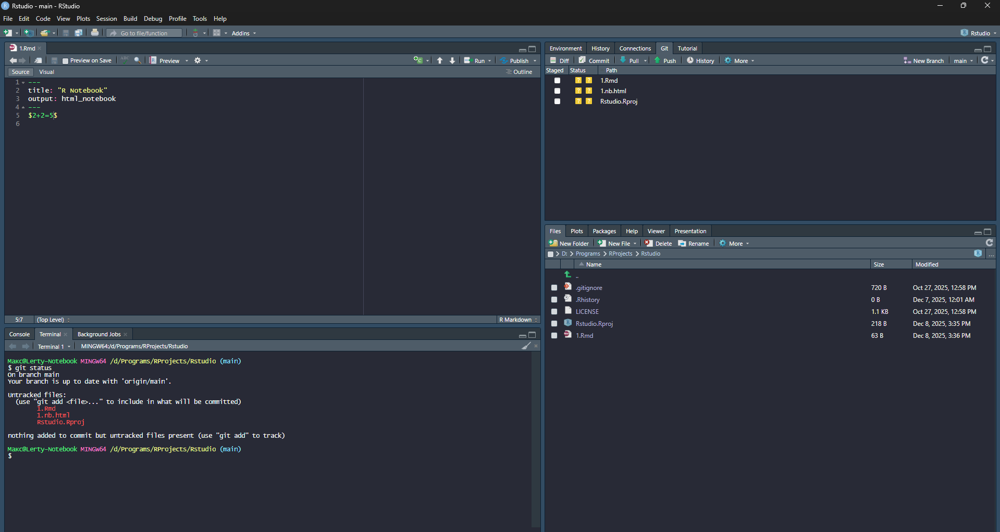 Rstudio - main - RStudio
File Edit Code View Plots Session Build Debug Profile Tools Help
Go to file/function Addins Rstudio
1.Rmd
Preview on Save ABC Preview Run Publish
Source Visual Outline
1 ---
2 title: "R Notebook"
3 output: html_notebook
4 ---
5 $2+2=5$
6
5:7 (Top Level) R Markdown
Console Terminal Background Jobs
Terminal 1 MINGW64:/d/Programs/RProjects/Rstudio
Макс@Lerty-Notebook MINGW64 /d/Programs/RProjects/Rstudio (main)
$ git status
On branch main
Your branch is up to date with 'origin/main'.
Untracked files:
(use "git add <file>..." to include in what will be committed)
1.Rmd
1.nb.html
Rstudio.Rproj
nothing added to commit but untracked files present (use "git add" to track)
Макс@Lerty-Notebook MINGW64 /d/Programs/RProjects/Rstudio (main)
$
Environment History Connections Git Tutorial
Diff Commit Pull Push History More New Branch main
Staged Status Path
? ? 1.Rmd
? ? 1.nb.html
? ? Rstudio.Rproj
Files Plots Packages Help Viewer Presentation
New Folder New File Delete Rename More
D: > Programs > RProjects > Rstudio ...
Name Size Modified
..
.gitignore 720 B Oct 27, 2025, 12:58 PM
.Rhistory 0 B Dec 7, 2025, 12:01 AM
LICENSE 1.1 KB Oct 27, 2025, 12:58 PM
Rstudio.Rproj 218 B Dec 8, 2025, 3:35 PM
1.Rmd 63 B Dec 8, 2025, 3:36 PM